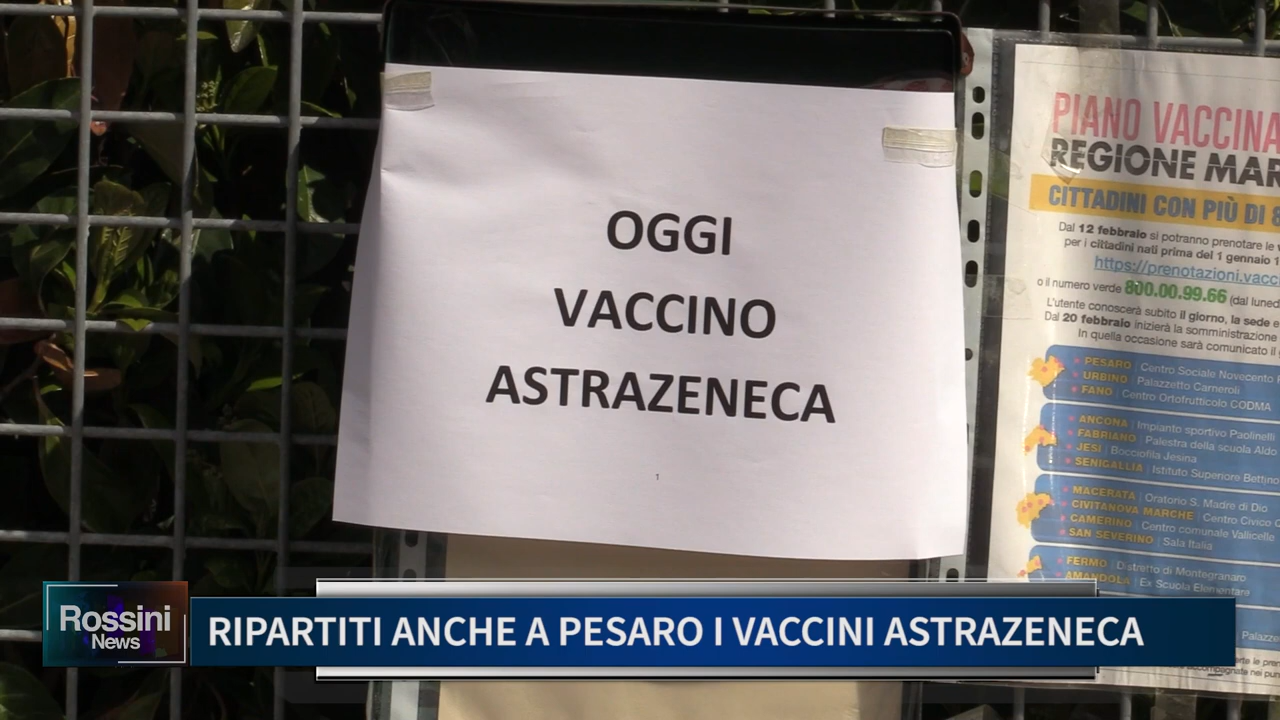 OGGI
VACCINO
ASTRAZENECA
PIANO VACCINA
REGIONE MAR
CITTADINI CON PIÙ DI 8
Dal 12 febbraio si potranno prenotare le v
per i cittadini nati prima del 1 gennaio 1
https://prenotazioni.vacc
o il numero verde 800.00.99.66 (dal luned
L'utente conoscerà subito il giorno, la sede e
Dal 20 febbraio inizierà la somministrazione
In quella occasione sarà comunicato il
PESARO | Centro Sociale Novecento
URBINO | Palazzetto Carneroli
FANO | Centro Ortofrutticolo CODMA
ANCONA | Impianto sportivo Paolinelli
FABRIANO | Palestra della scuola Aldo
JESI | Bocciofila Jesina
SENIGALLIA | Istituto Superiore Bettino
MACERATA | Oratorio S. Madre di Dio
CIVITANOVA MARCHE | Centro Civico
CAMERINO | Centro comunale Vallicelle
SAN SEVERINO | Sala Italia
FERMO | Distretto di Montegranaro
AMANDOLA | Ex Scuola Elementare
Rossini
News
RIPARTITI ANCHE A PESARO I VACCINI ASTRAZENECA